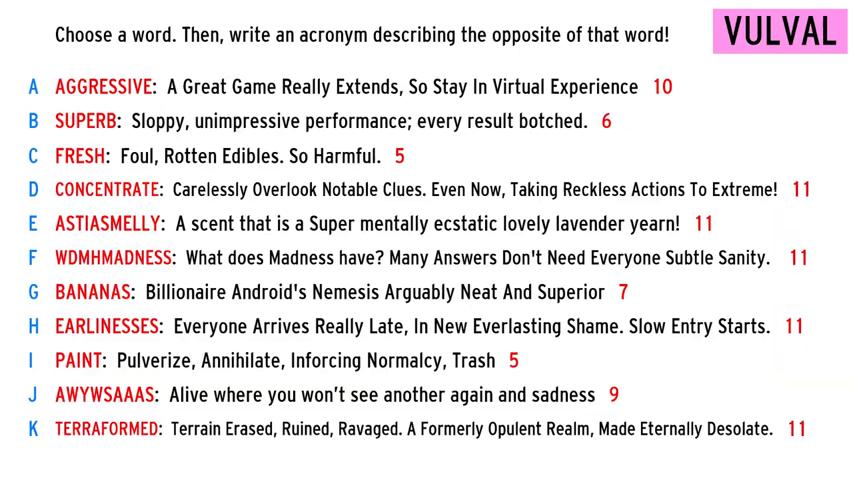 Choose a word. Then, write an acronym describing the opposite of that word!
VULVAL
A AGGRESSIVE: A Great Game Really Extends, So Stay In Virtual Experience 10
B SUPERB: Sloppy, unimpressive performance; every result botched. 6
C FRESH: Foul, Rotten Edibles. So Harmful. 5
D CONCENTRATE: Carelessly Overlook Notable Clues. Even Now, Taking Reckless Actions To Extreme! 11
E ASTIASMELLY: A scent that is a Super mentally ecstatic lovely lavender yearn! 11
F WDMHMADNESS: What does Madness have? Many Answers Don't Need Everyone Subtle Sanity. 11
G BANANAS: Billionaire Android's Nemesis Arguably Neat And Superior 7
H EARLINESSES: Everyone Arrives Really Late, In New Everlasting Shame. Slow Entry Starts. 11
I PAINT: Pulverize, Annihilate, Inforcing Normalcy, Trash 5
J AWYWSAAAS: Alive where you won't see another again and sadness 9
K TERRAFORMED: Terrain Erased, Ruined, Ravaged. A Formerly Opulent Realm, Made Eternally Desolate. 11